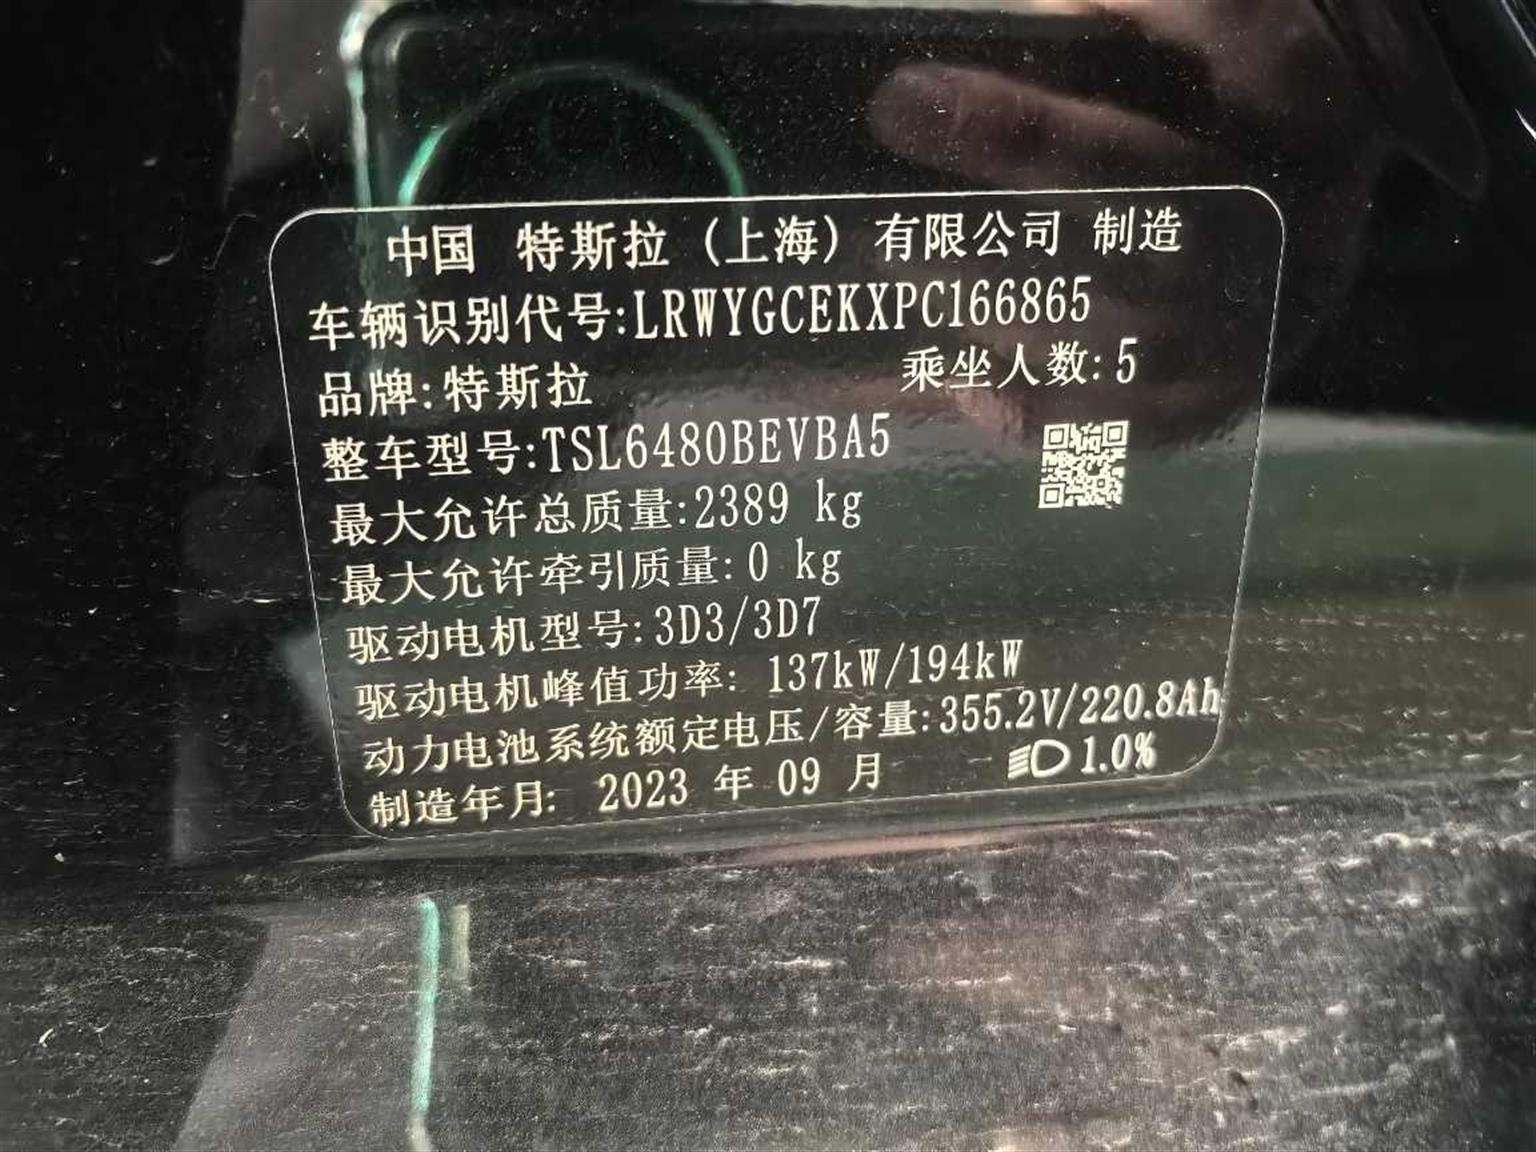 中国 特斯拉 (上海) 有限公司 制造
车辆识别代号:LRWYGCEKXPC166865
品牌:特斯拉 乘坐人数:5
整车型号:TSL6480BEVBA5
最大允许总质量:2389 kg
最大允许牵引质量:0 kg
驱动电机型号:3D3/3D7
驱动电机峰值功率: 137kW/194kW
动力电池系统额定电压/容量:355.2V/220.8Ah
制造年月: 2023 年 09 月 1.0%